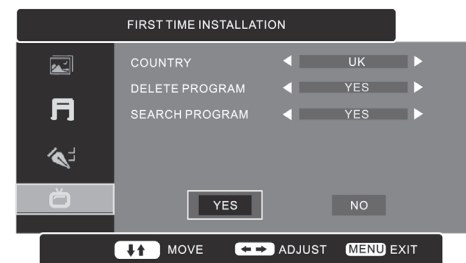 FIRST TIME INSTALLATION
COUNTRY UK
DELETE PROGRAM YES
SEARCH PROGRAM YES
YES NO
MOVE ADJUST MENU EXIT